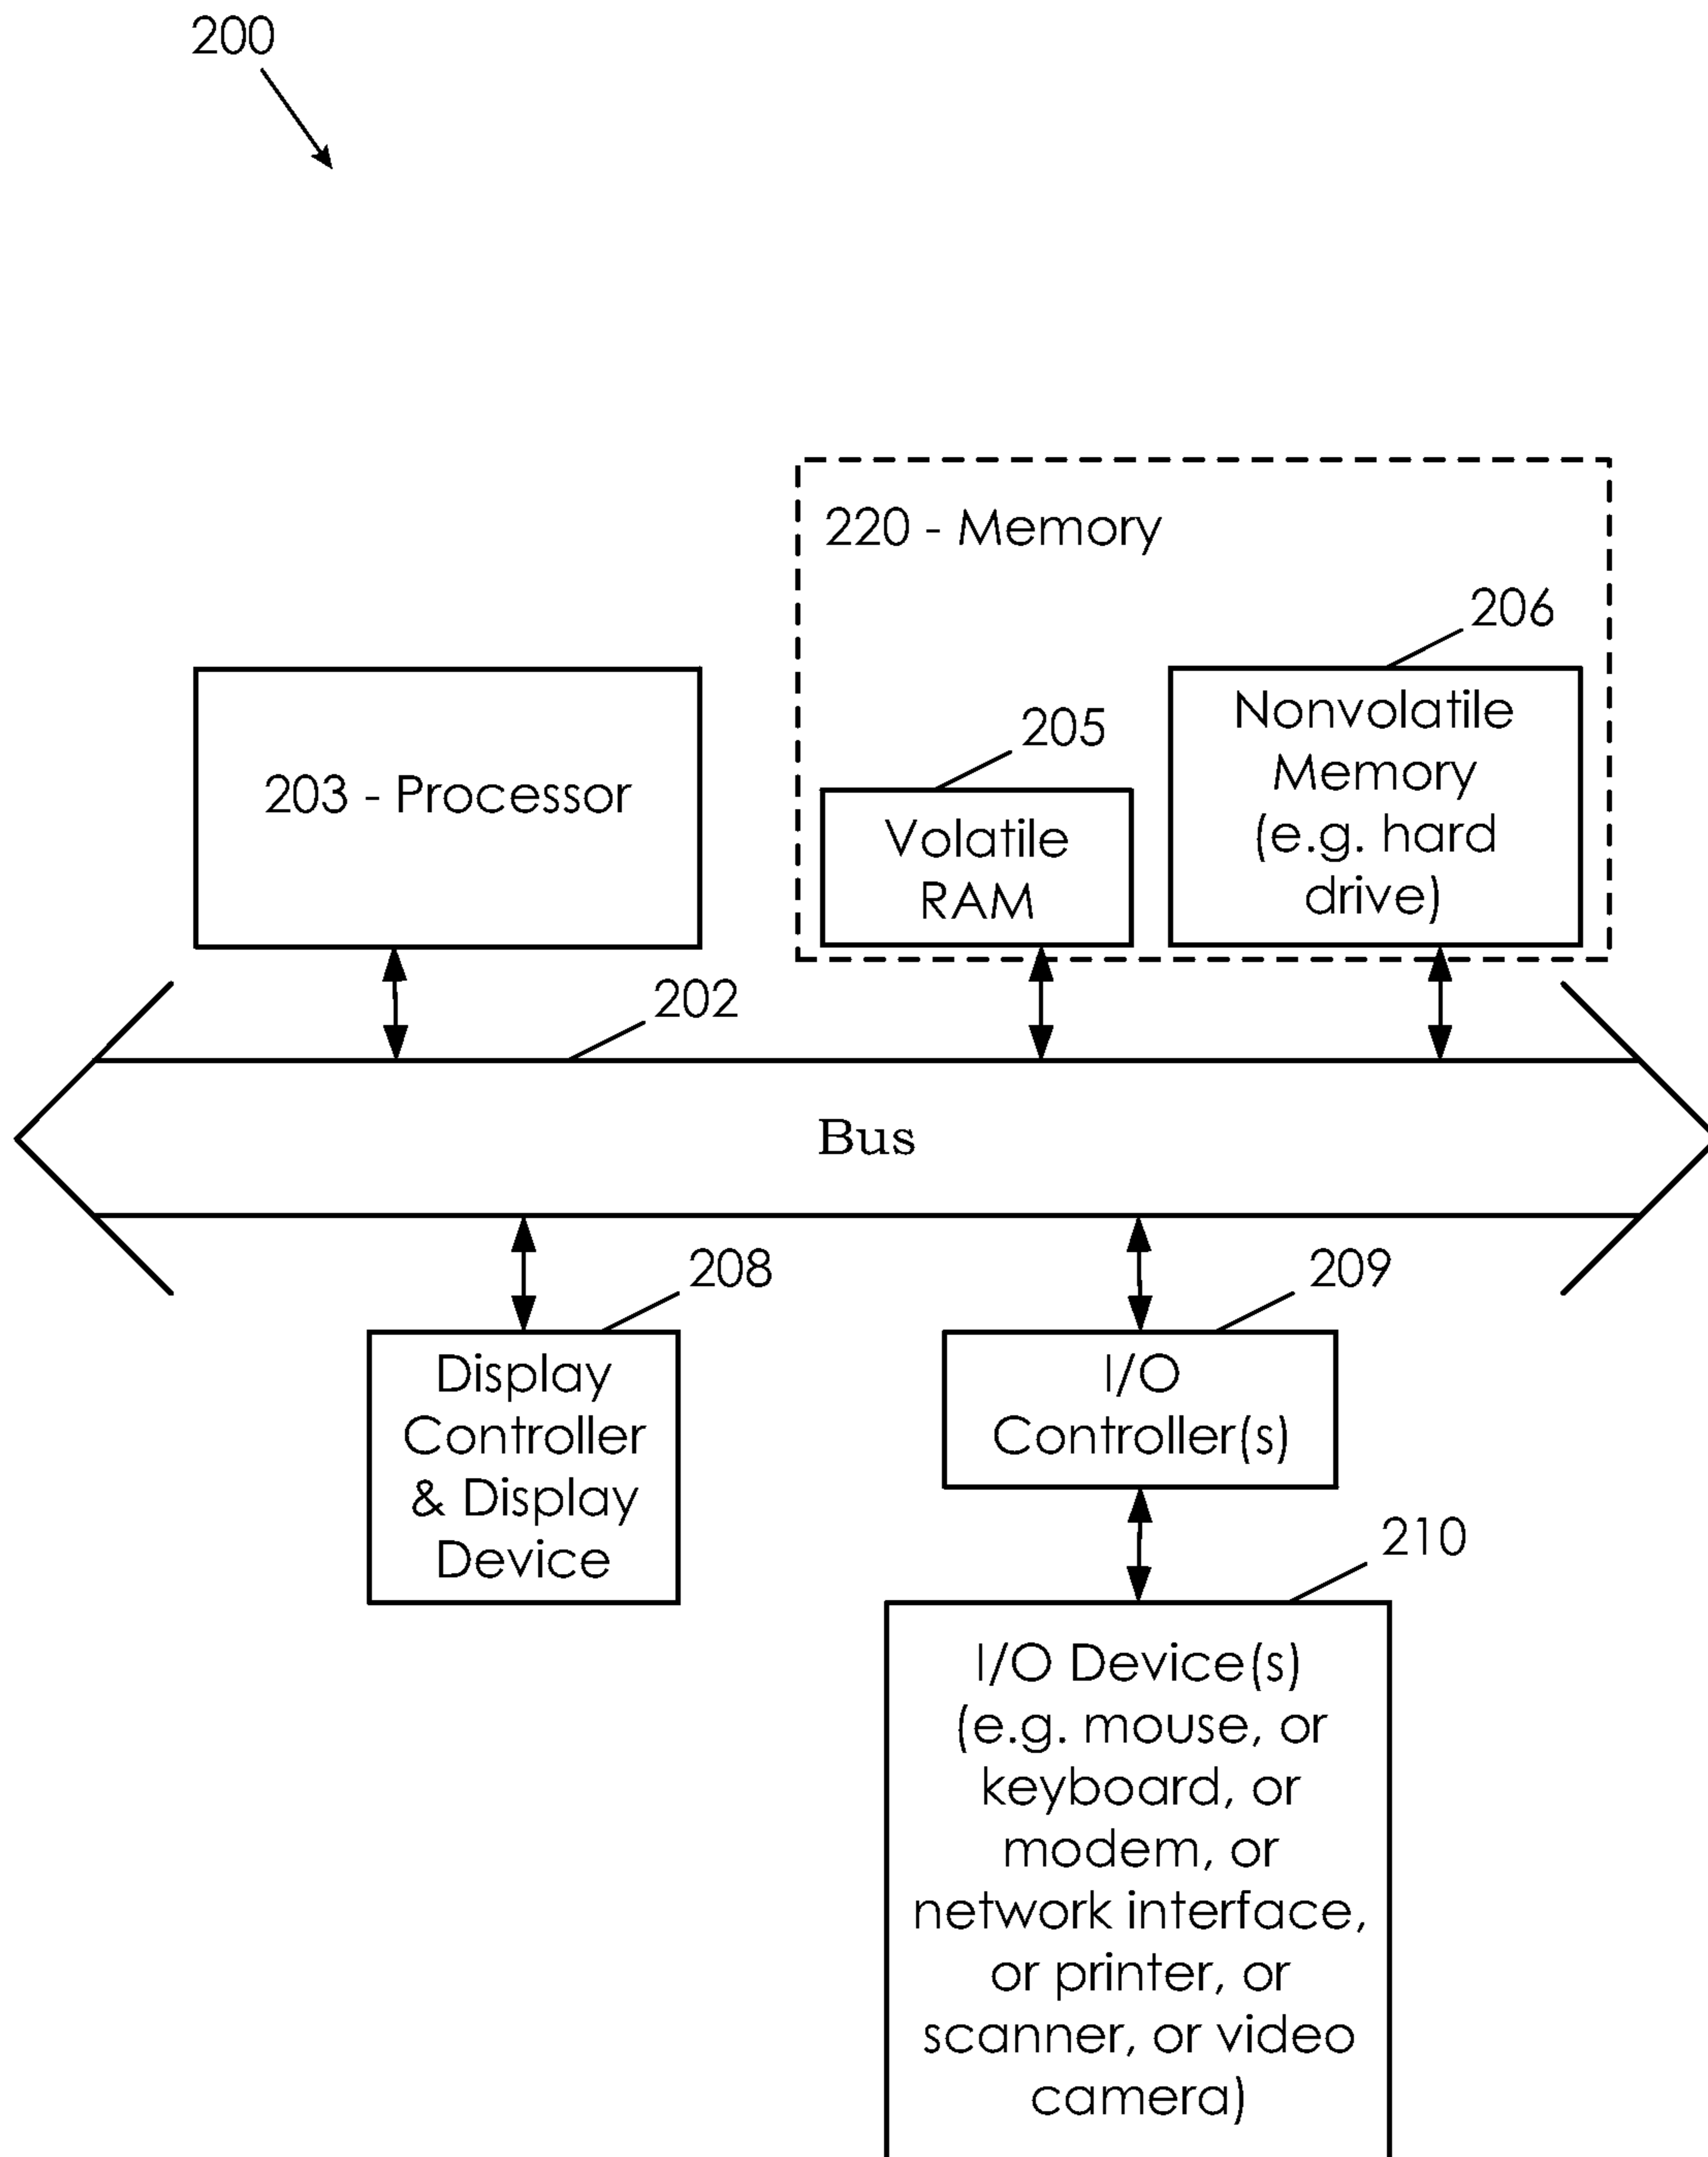 200
220 - Memory
206
Nonvolatile
Memory
(e.g. hard
drive)
205
Volatile
RAM
203 - Processor
202
Bus
208
Display
Controller
& Display
Device
209
I/O
Controller(s)
210
I/O Device(s)
(e.g. mouse, or
keyboard, or
modem, or
network interface,
or printer, or
scanner, or video
camera)